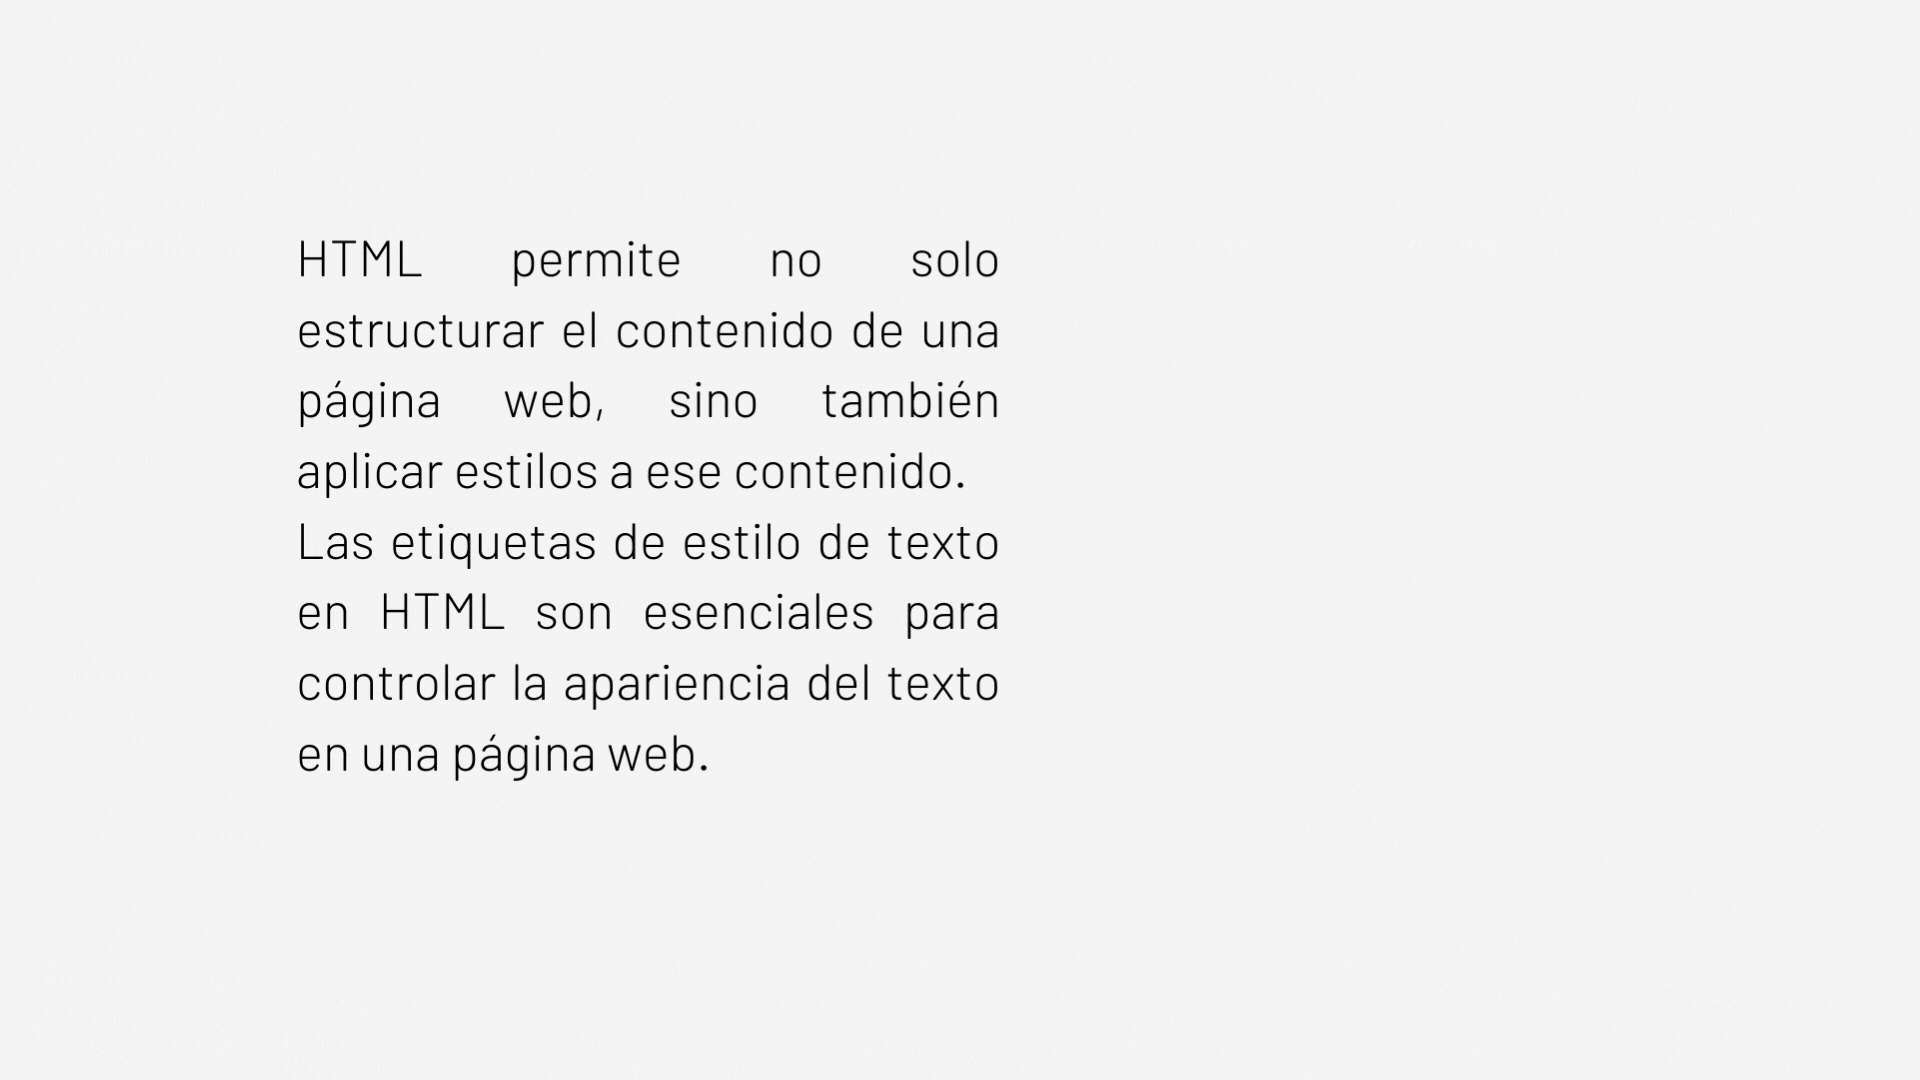 HTML permite no solo
estructurar el contenido de una
página web, sino también
aplicar estilos a ese contenido.
Las etiquetas de estilo de texto
en HTML son esenciales para
controlar la apariencia del texto
en una página web.